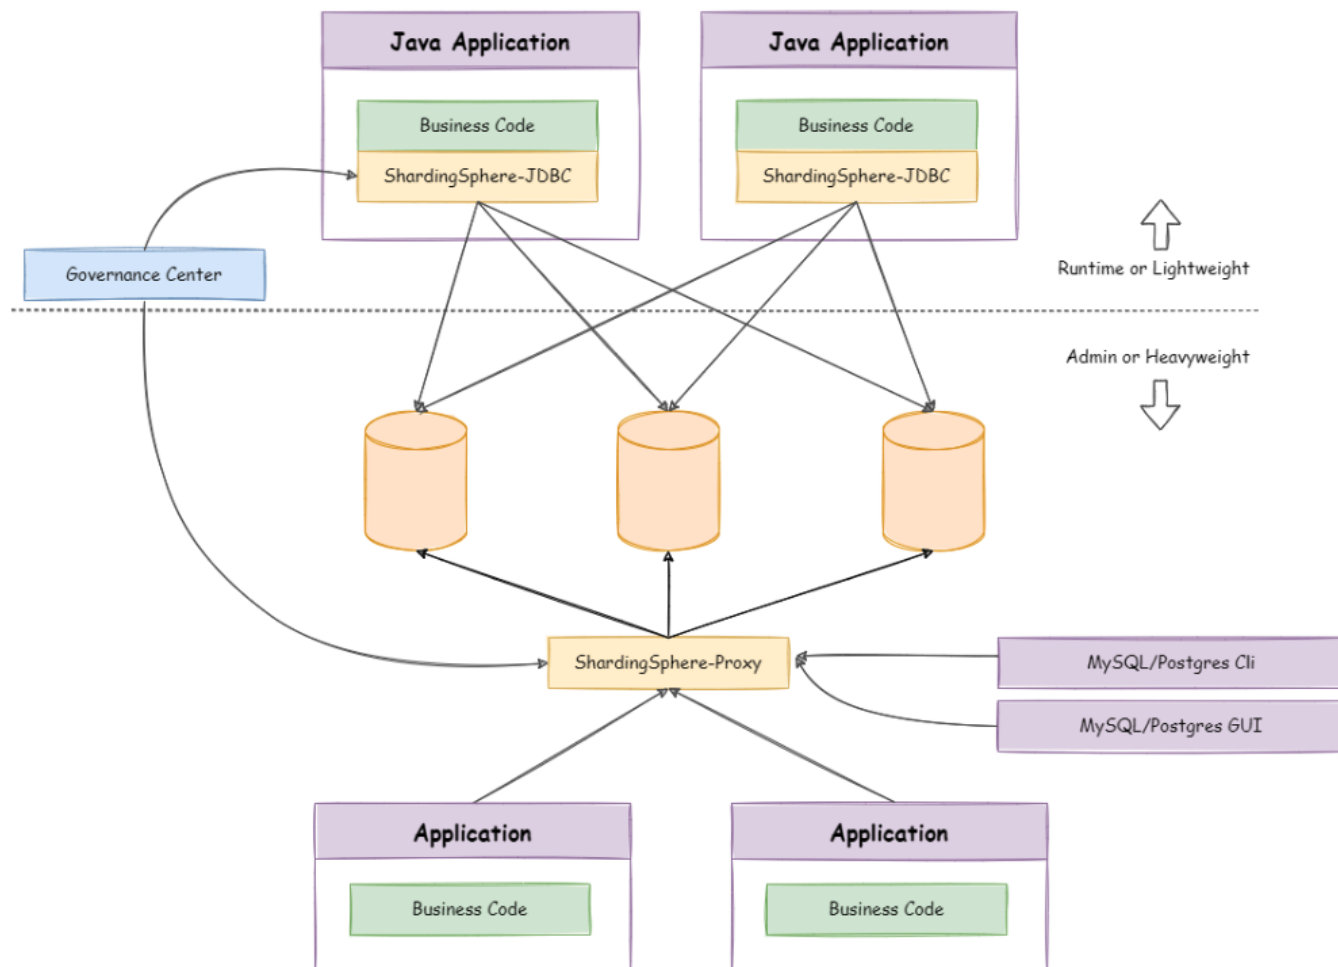 Java Application
Java Application
Business Code
Business Code
ShardingSphere-JDBC
ShardingSphere-JDBC
Governance Center
Runtime or Lightweight
Admin or Heavyweight
ShardingSphere-Proxy
MySQL/Postgres Cli
MySQL/Postgres GUI
Application
Application
Business Code
Business Code